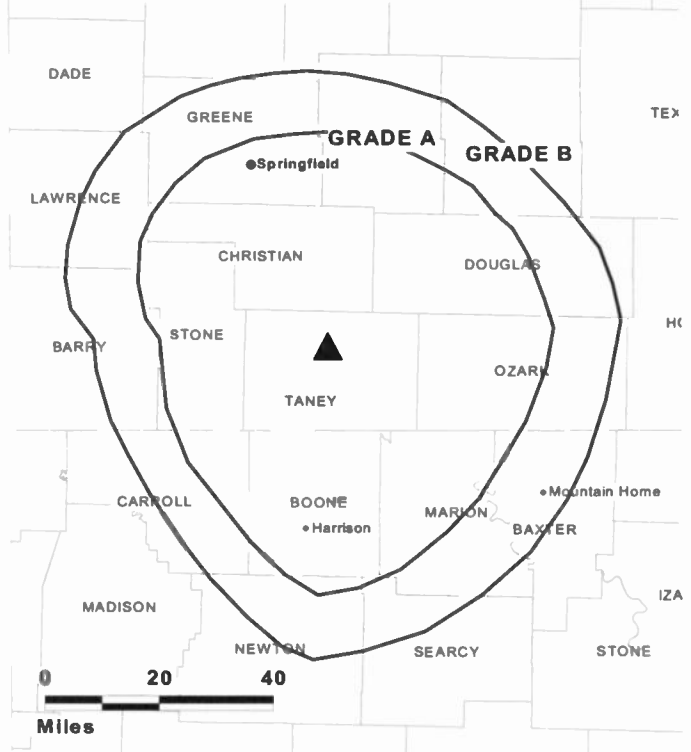 DADE
GREENE
TEX
GRADE A
GRADE B
Springfield
LAWRENCE
CHRISTIAN
DOUGLAS
HO
STONE
BARRY
OZARK
TANEY
Mountain Home
CARROLL
BOONE
MARION
Harrison
BAXTER
IZA
MADISON
NEWTON
SEARCY
STONE
0 20 40
Miles